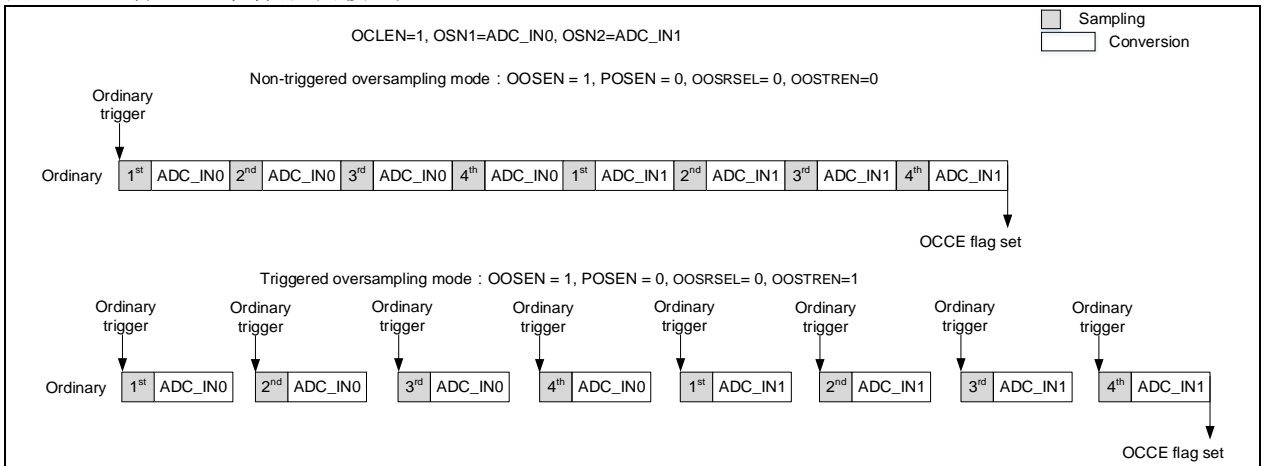 Sampling
Conversion
OCLEN=1, OSN1=ADC_IN0, OSN2=ADC_IN1
Non-triggered oversampling mode：OOSEN = 1, POSEN = 0, OOSRSEL= 0, OOSTREN=0
Ordinary
trigger
Ordinary 1st ADC_IN0 2nd ADC_IN0 3rd ADC_IN0 4th ADC_IN0 1st ADC_IN1 2nd ADC_IN1 3rd ADC_IN1 4th ADC_IN1
OCCE flag set
Triggered oversampling mode：OOSEN = 1, POSEN = 0, OOSRSEL= 0, OOSTREN=1
Ordinary Ordinary Ordinary Ordinary Ordinary Ordinary Ordinary Ordinary
trigger trigger trigger trigger trigger trigger trigger trigger
Ordinary 1st ADC_IN0 2nd ADC_IN0 3rd ADC_IN0 4th ADC_IN0 1st ADC_IN1 2nd ADC_IN1 3rd ADC_IN1 4th ADC_IN1
OCCE flag set